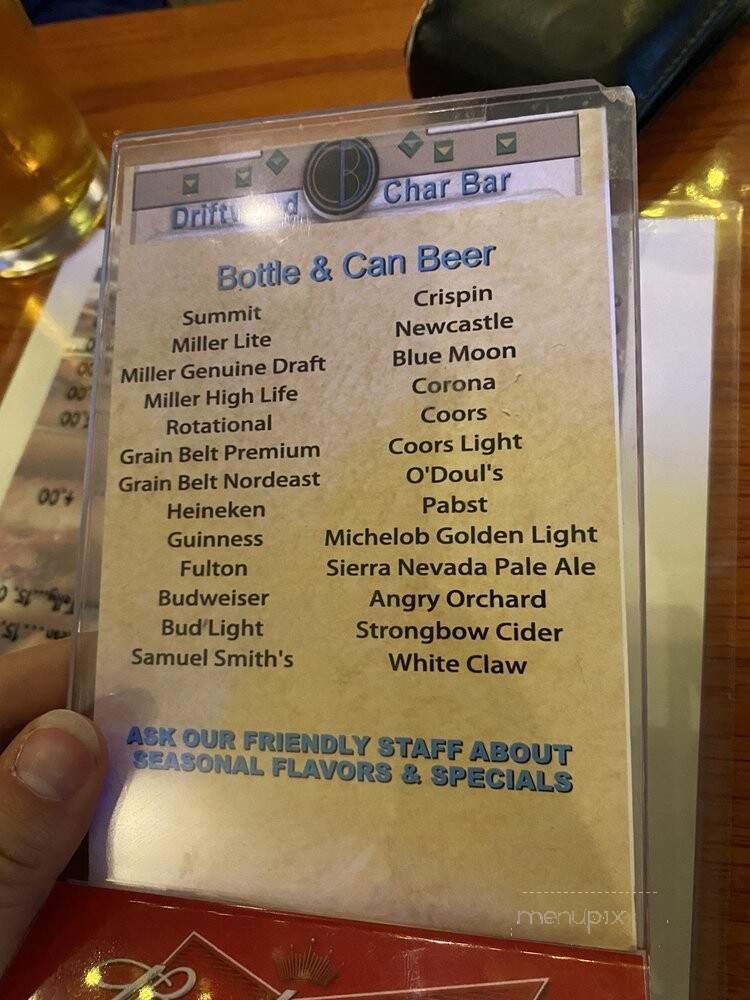 Char Bar
Bottle & Can Beer
Summit
Miller Lite
Miller Genuine Draft
Miller High Life
Rotational
Grain Belt Premium
Grain Belt Nordeast
Heineken
Guinness
Fulton
Budweiser
Bud Light
Samuel Smith's
Crispin
Newcastle
Blue Moon
Corona
Coors
Coors Light
O'Doul's
Pabst
Michelob Golden Light
Sierra Nevada Pale Ale
Angry Orchard
Strongbow Cider
White Claw
ASK OUR FRIENDLY STAFF ABOUT
SEASONAL FLAVORS & SPECIALS
menupix